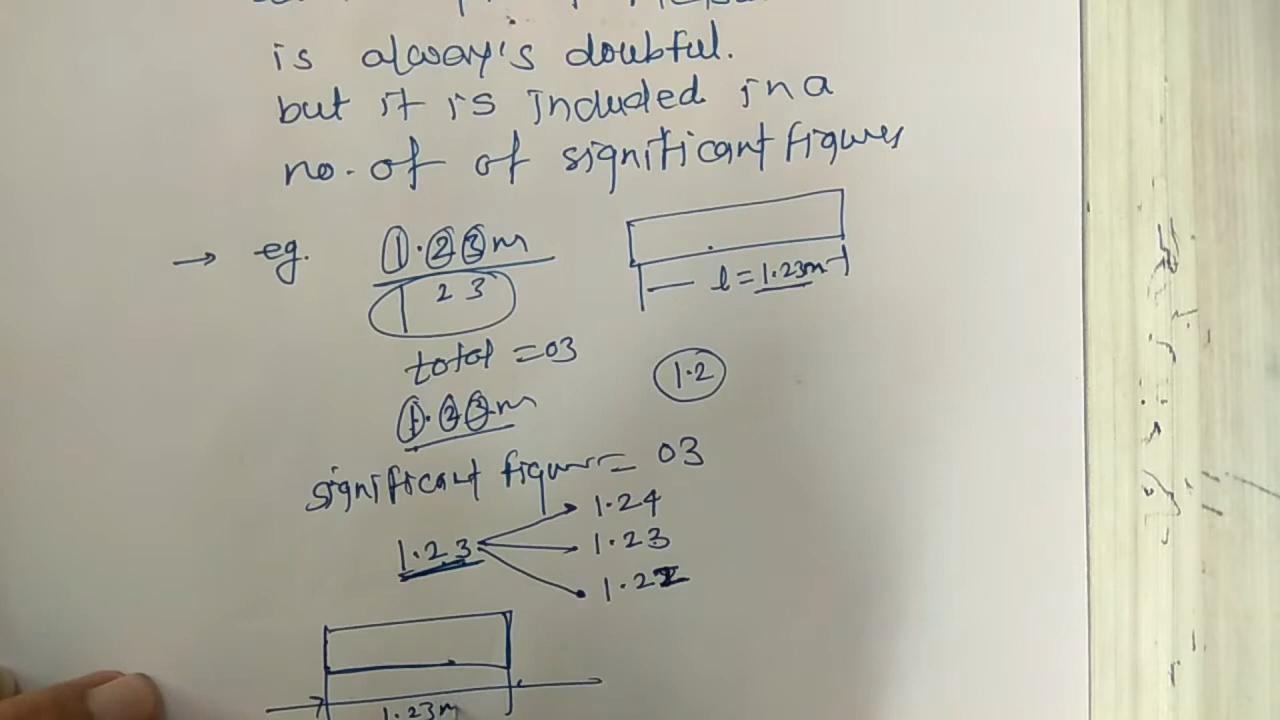 is always doubful.
but it is included in a
no. of of significant figures
→ eg. 1.23m
1 2 3
l = 1.23m
total = 03
1.2
1.23m
significant figure = 03
1.24
1.23 1.23
1.22
1.23m